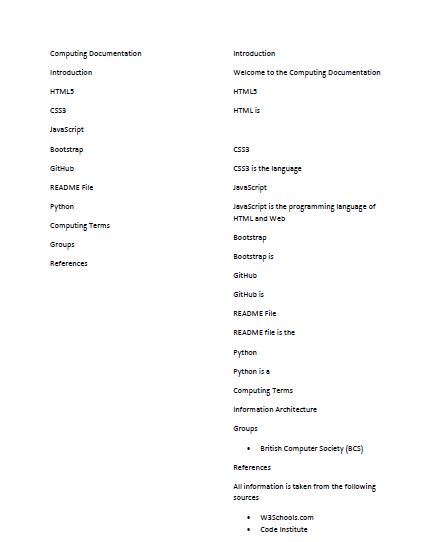 Computing Documentation
Introduction
HTML5
CSS3
JavaScript
Bootstrap
GitHub
README File
Python
Computing Terms
Groups
References
Introduction
Welcome to the Computing Documentation
HTML5
HTML is
CSS3
CSS3 is the language
JavaScript
JavaScript is the programming language of
HTML and Web
Bootstrap
Bootstrap is
GitHub
GitHub is
README File
README file is the
Python
Python is a
Computing Terms
Information Architecture
Groups
• British Computer Society (BCS)
References
All information is taken from the following
sources
• W3Schools.com
• Code Institute